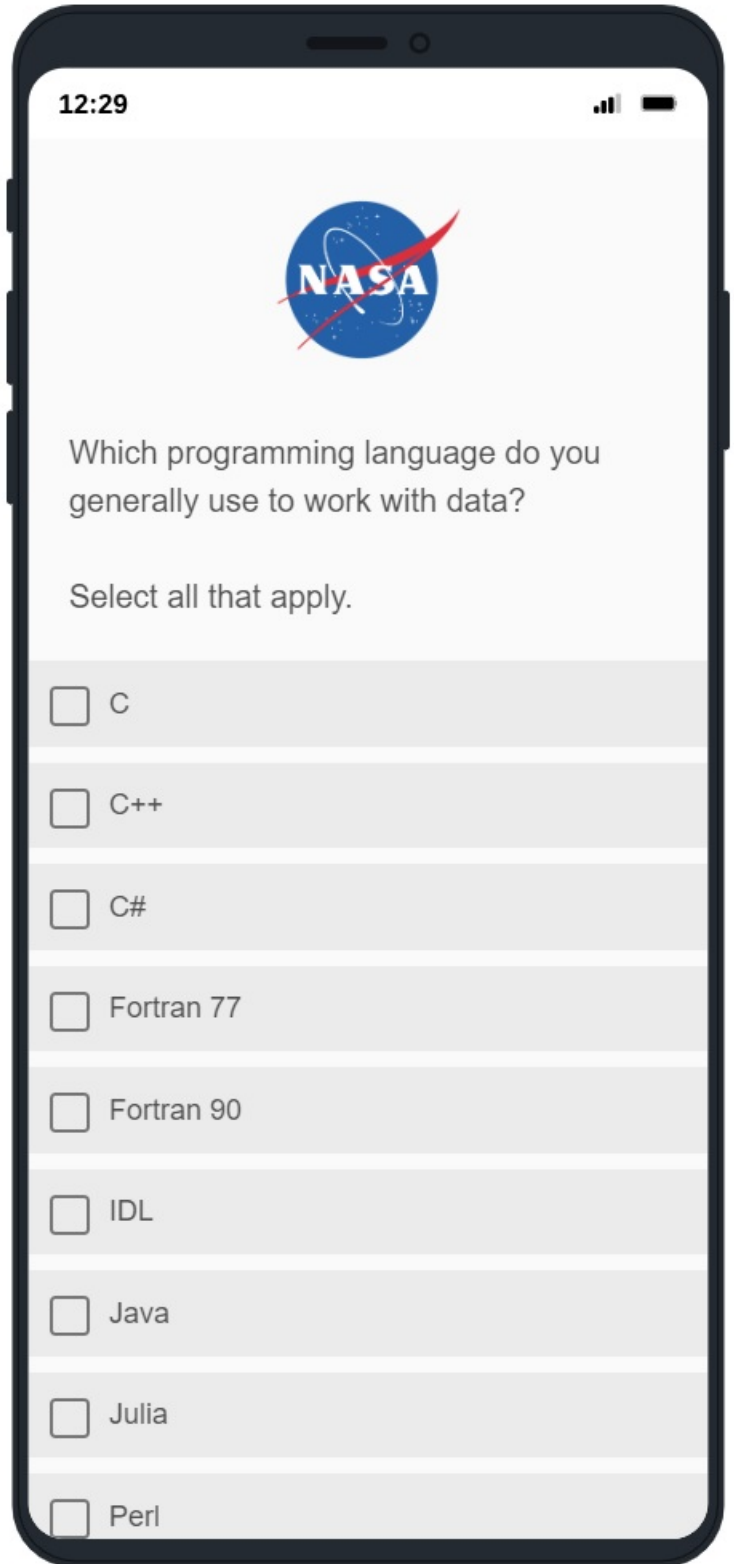 12:29
NASA
Which programming language do you
generally use to work with data?
Select all that apply.
C
C++
C#
Fortran 77
Fortran 90
IDL
Java
Julia
Perl